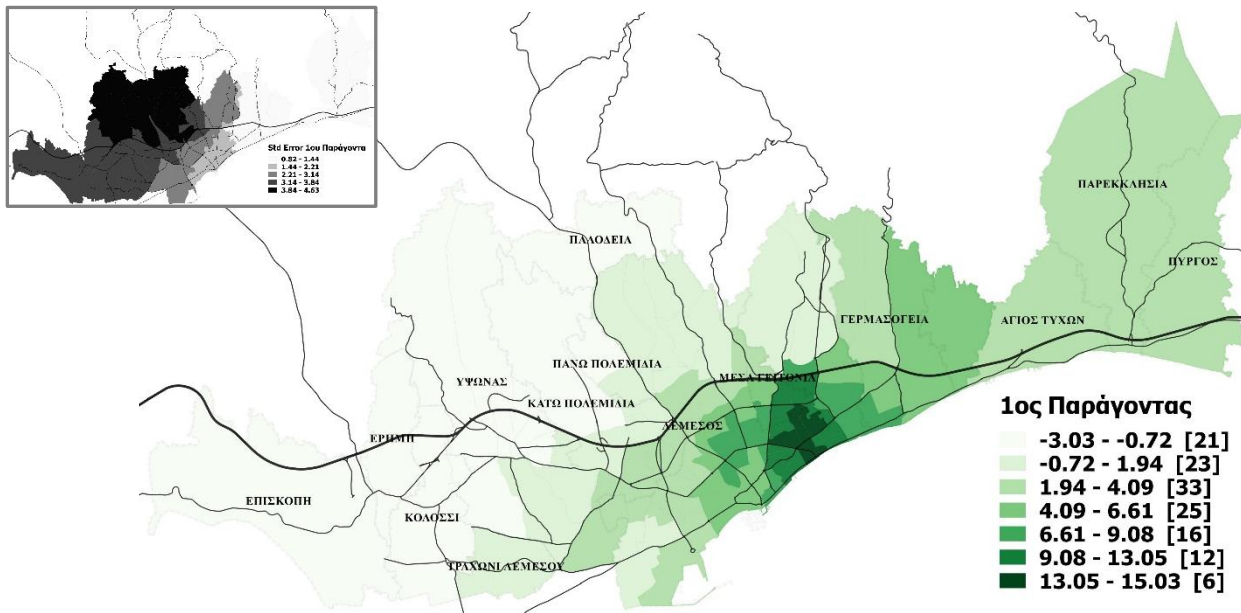 Std Error 1ου Παράγοντα
0.82 - 1.44
1.44 - 2.21
2.21 - 3.14
3.14 - 3.84
3.84 - 4.63
ΠΑΡΕΚΚΛΗΣΙΑ
ΠΑΛΟΔΕΙΑ
ΠΥΡΓΟΣ
ΓΕΡΜΑΣΟΓΕΙΑ
ΑΓΙΟΣ ΤΥΧΩΝ
ΠΑΝΩ ΠΟΛΕΜΙΔΙΑ
ΜΕΣΑ ΓΕΙΤΟΝΙΑ
ΥΨΩΝΑΣ
ΚΑΤΩ ΠΟΛΕΜΙΔΙΑ
ΛΕΜΕΣΟΣ
ΕΡΗΜΗ
ΕΠΙΣΚΟΠΗ
ΚΟΛΟΣΣΙ
ΤΡΑΧΩΝΙ ΛΕΜΕΣΟΥ
1ος Παράγοντας
-3.03 - -0.72 [21]
-0.72 - 1.94 [23]
1.94 - 4.09 [33]
4.09 - 6.61 [25]
6.61 - 9.08 [16]
9.08 - 13.05 [12]
13.05 - 15.03 [6]